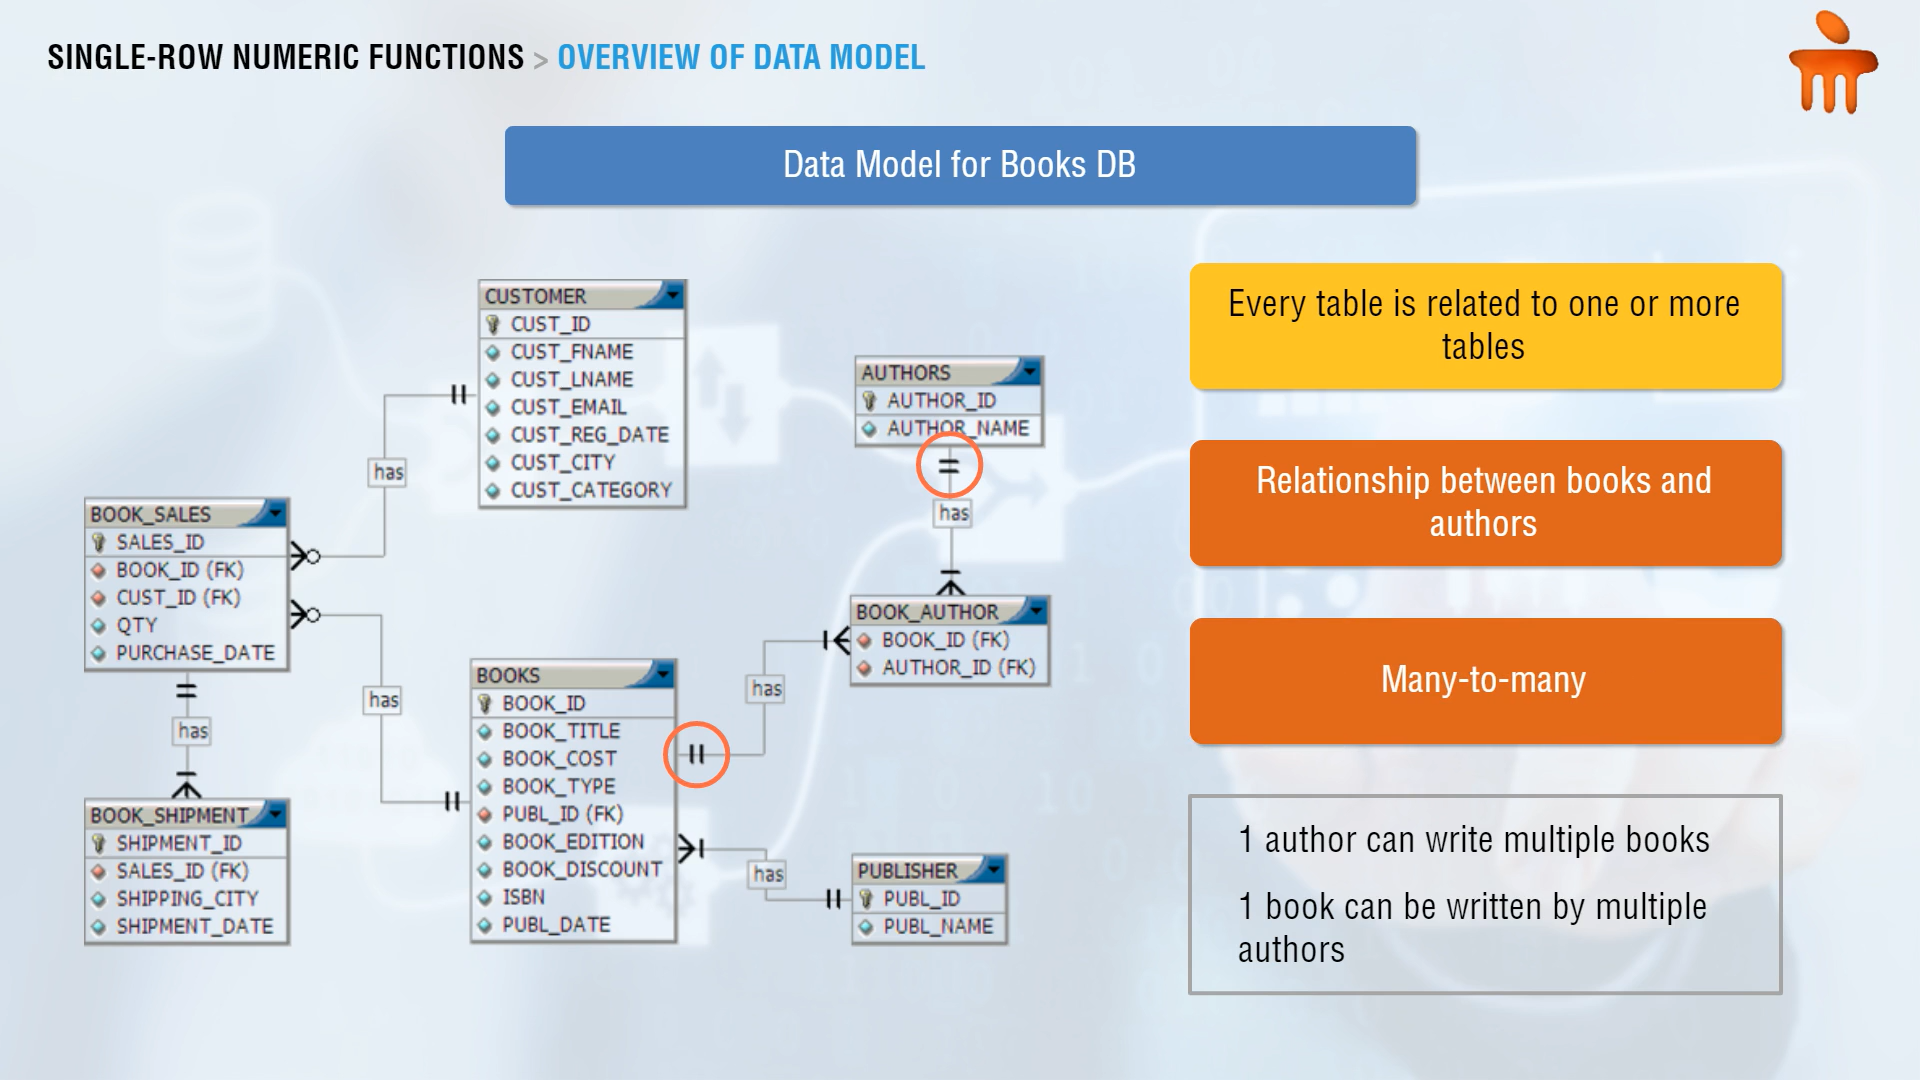 SINGLE-ROW NUMERIC FUNCTIONS > OVERVIEW OF DATA MODEL
Data Model for Books DB
CUSTOMER
CUST_ID
CUST_FNAME
CUST_LNAME
CUST_EMAIL
CUST_REG_DATE
CUST_CITY
CUST_CATEGORY
has
AUTHORS
AUTHOR_ID
AUTHOR_NAME
has
BOOK_SALES
SALES_ID
BOOK_ID (FK)
CUST_ID (FK)
QTY
PURCHASE_DATE
has
has
BOOK_AUTHOR
BOOK_ID (FK)
AUTHOR_ID (FK)
has
BOOKS
BOOK_ID
BOOK_TITLE
BOOK_COST
BOOK_TYPE
PUBL_ID (FK)
BOOK_EDITION
BOOK_DISCOUNT
ISBN
PUBL_DATE
BOOK_SHIPMENT
SHIPMENT_ID
SALES_ID (FK)
SHIPPING_CITY
SHIPMENT_DATE
has
PUBLISHER
PUBL_ID
PUBL_NAME
Every table is related to one or more
tables
Relationship between books and
authors
Many-to-many
1 author can write multiple books
1 book can be written by multiple
authors